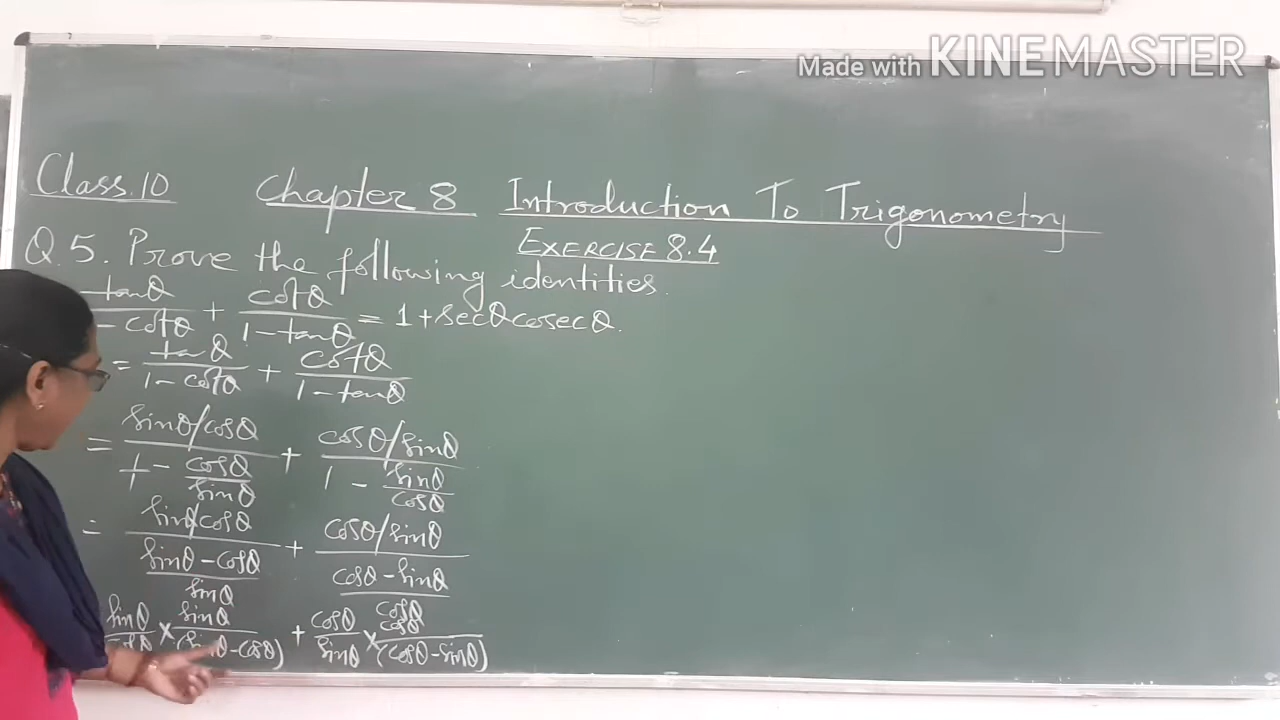 Made with KINEMASTER
Class.10 Chapter 8 Introduction To Trigonometry
EXERCISE 8.4
Q.5. Prove the following identities.
tanθ/ - cotθ + cotθ/1 - tanθ = 1 + secθ cosecθ.
= tanθ/1 - cotθ + cotθ/1 - tanθ
= sinθ/cosθ/1 - cosθ/sinθ + cosθ/sinθ/1 - sinθ/cosθ
= sinθ/cosθ/sinθ - cosθ/sinθ + cosθ/sinθ/cosθ - sinθ/cosθ
sinθ/cosθ × sinθ/(sinθ - cosθ) + cosθ/sinθ × cosθ/(cosθ - sinθ)